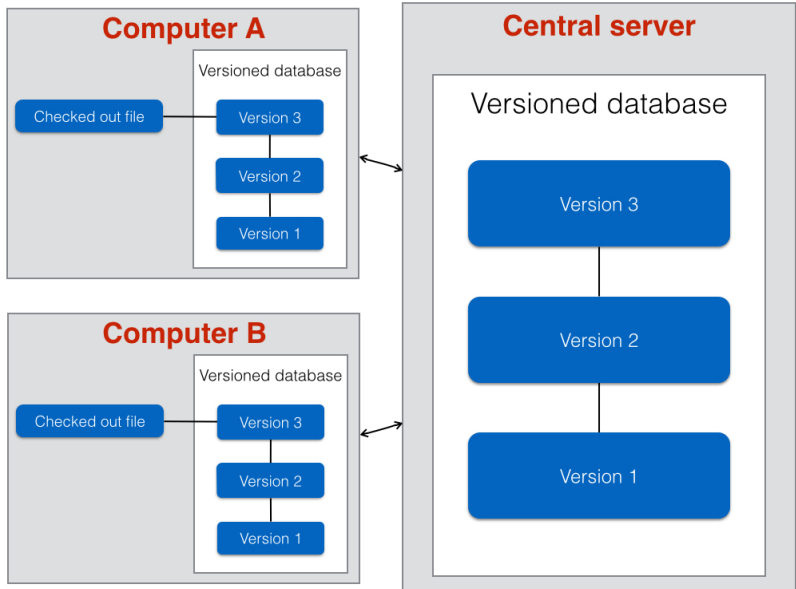 Computer A
Versioned database
Checked out file
Version 3
Version 2
Version 1
Computer B
Versioned database
Checked out file
Version 3
Version 2
Version 1
Central server
Versioned database
Version 3
Version 2
Version 1